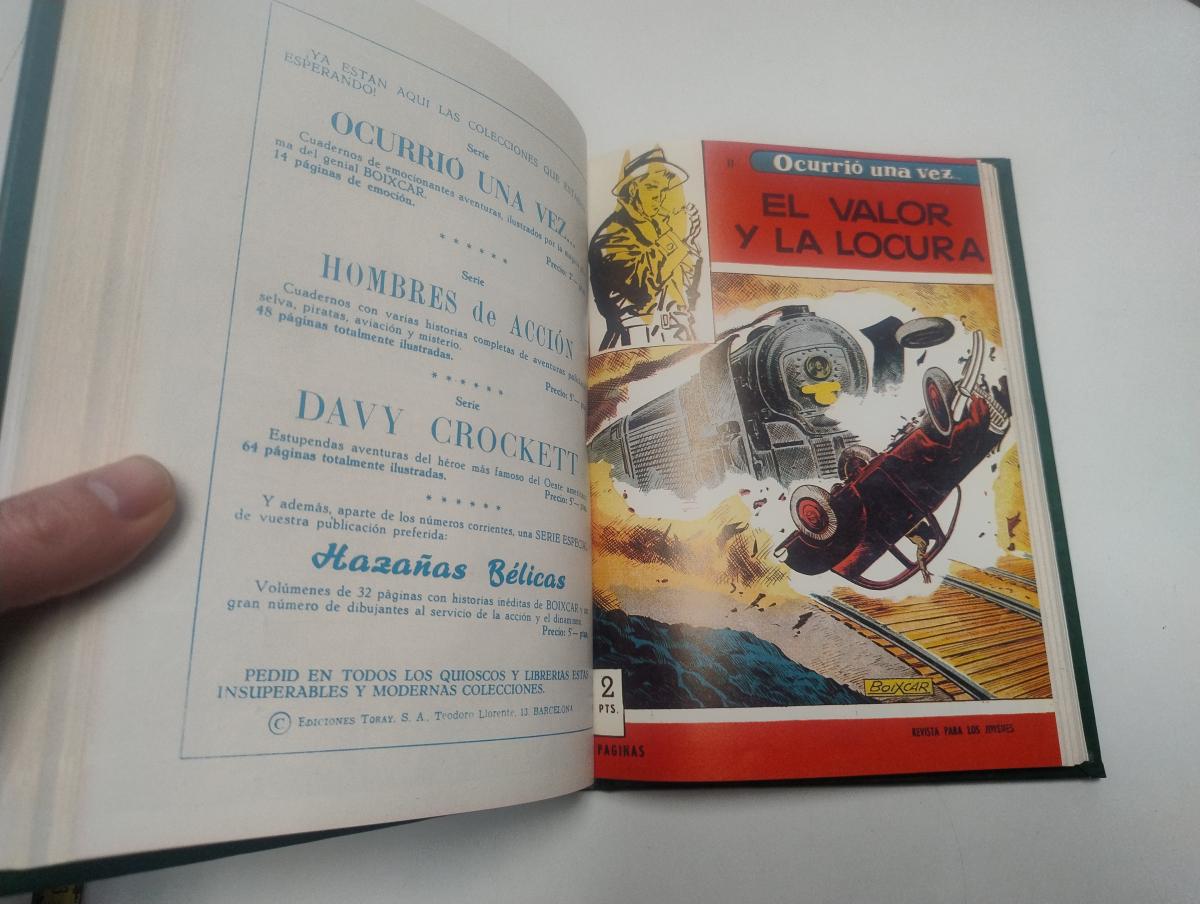 ¡YA ESTAN AQUI LAS COLECCIONES QUE
ESPERANDO!
Serie
OCURRIÓ UNA VEZ...
Cuadernos de emocionantes aventuras, ilustrados por la
ma del genial BOIXCAR.
14 páginas de emoción.
Precio: 2'—
* * * * * *
Serie
HOMBRES de ACCIÓN
Cuadernos con varias historias completas de aventuras
selva, piratas, aviación y misterio.
48 páginas totalmente ilustradas.
Precio: 5'—
* * * * * *
Serie
DAVY CROCKETT
Estupendas aventuras del héroe más famoso del Oeste
64 páginas totalmente ilustradas.
Precio: 5'—
* * * * * *
Y además, aparte de los números corrientes, una SERIE ESPECIAL
de vuestra publicación preferida:
Hazañas Bélicas
Volúmenes de 32 páginas con historias inéditas de BOIXCAR y
gran número de dibujantes al servicio de la acción y el
Precio: 5'—
PEDID EN TODOS LOS QUIOSCOS Y LIBRERIAS ESTAS
INSUPERABLES Y MODERNAS COLECCIONES.
© EDICIONES TORAY, S. A., Teodoro Llorente, 13. BARCELONA
11
Ocurrió una vez...
EL VALOR
Y LA LOCURA
BOIXCAR
2
PTS.
PAGINAS
REVISTA PARA LOS JOVENES